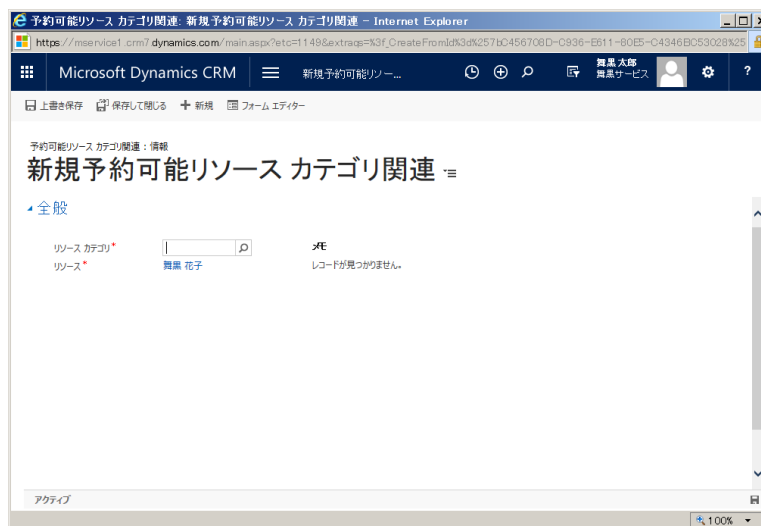 予約可能リソース カテゴリ関連: 新規予約可能リソース カテゴリ関連 - Internet Explorer
https://mservice1.crm7.dynamics.com/main.aspx?etc=1149&extraqs=%3f_CreateFromId%3d%257bC456708D-C936-E611-80E5-C4346BC53028%25
Microsoft Dynamics CRM 新規予約可能リソー... 舞黒 太郎
舞黒サービス ?
上書き保存 保存して閉じる 新規 フォーム エディター
予約可能リソース カテゴリ関連 : 情報
新規予約可能リソース カテゴリ関連
全般
リソース カテゴリ* メモ
リソース* 舞黒 花子 レコードが見つかりません。
アクティブ
100%